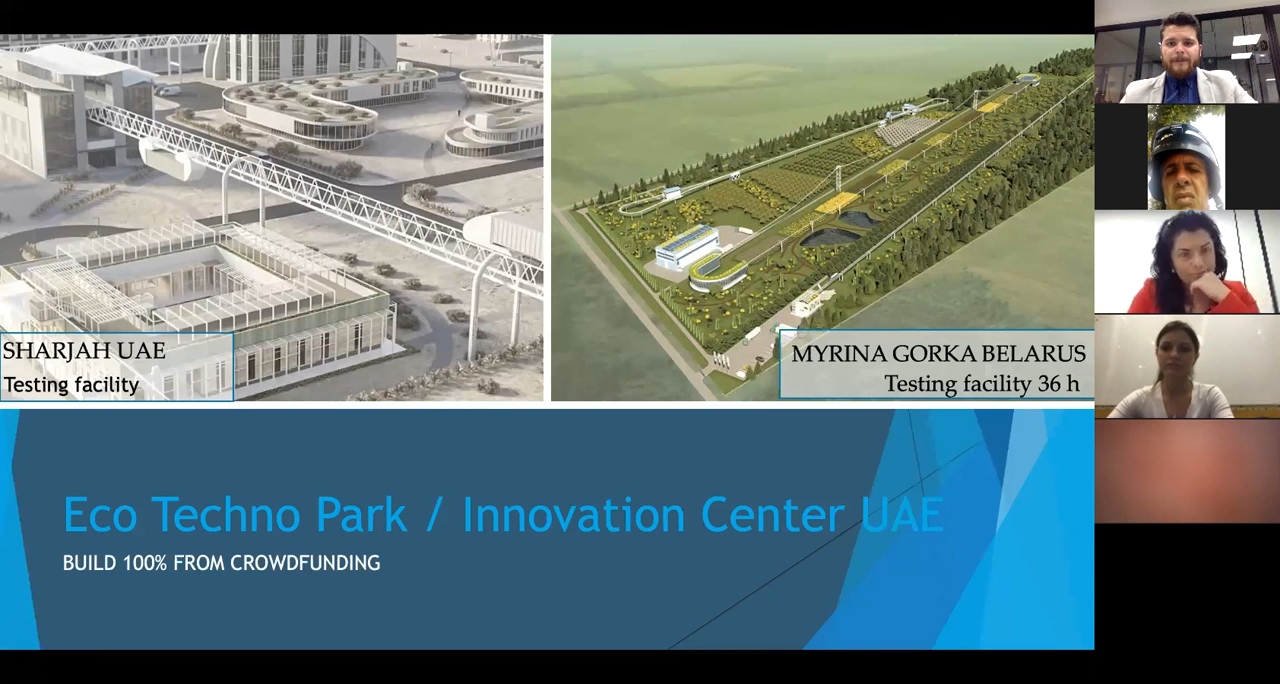 SHARJAH UAE
Testing facility
MYRINA GORKA BELARUS
Testing facility 36 h
Eco Techno Park / Innovation Center UAE
BUILD 100% FROM CROWDFUNDING